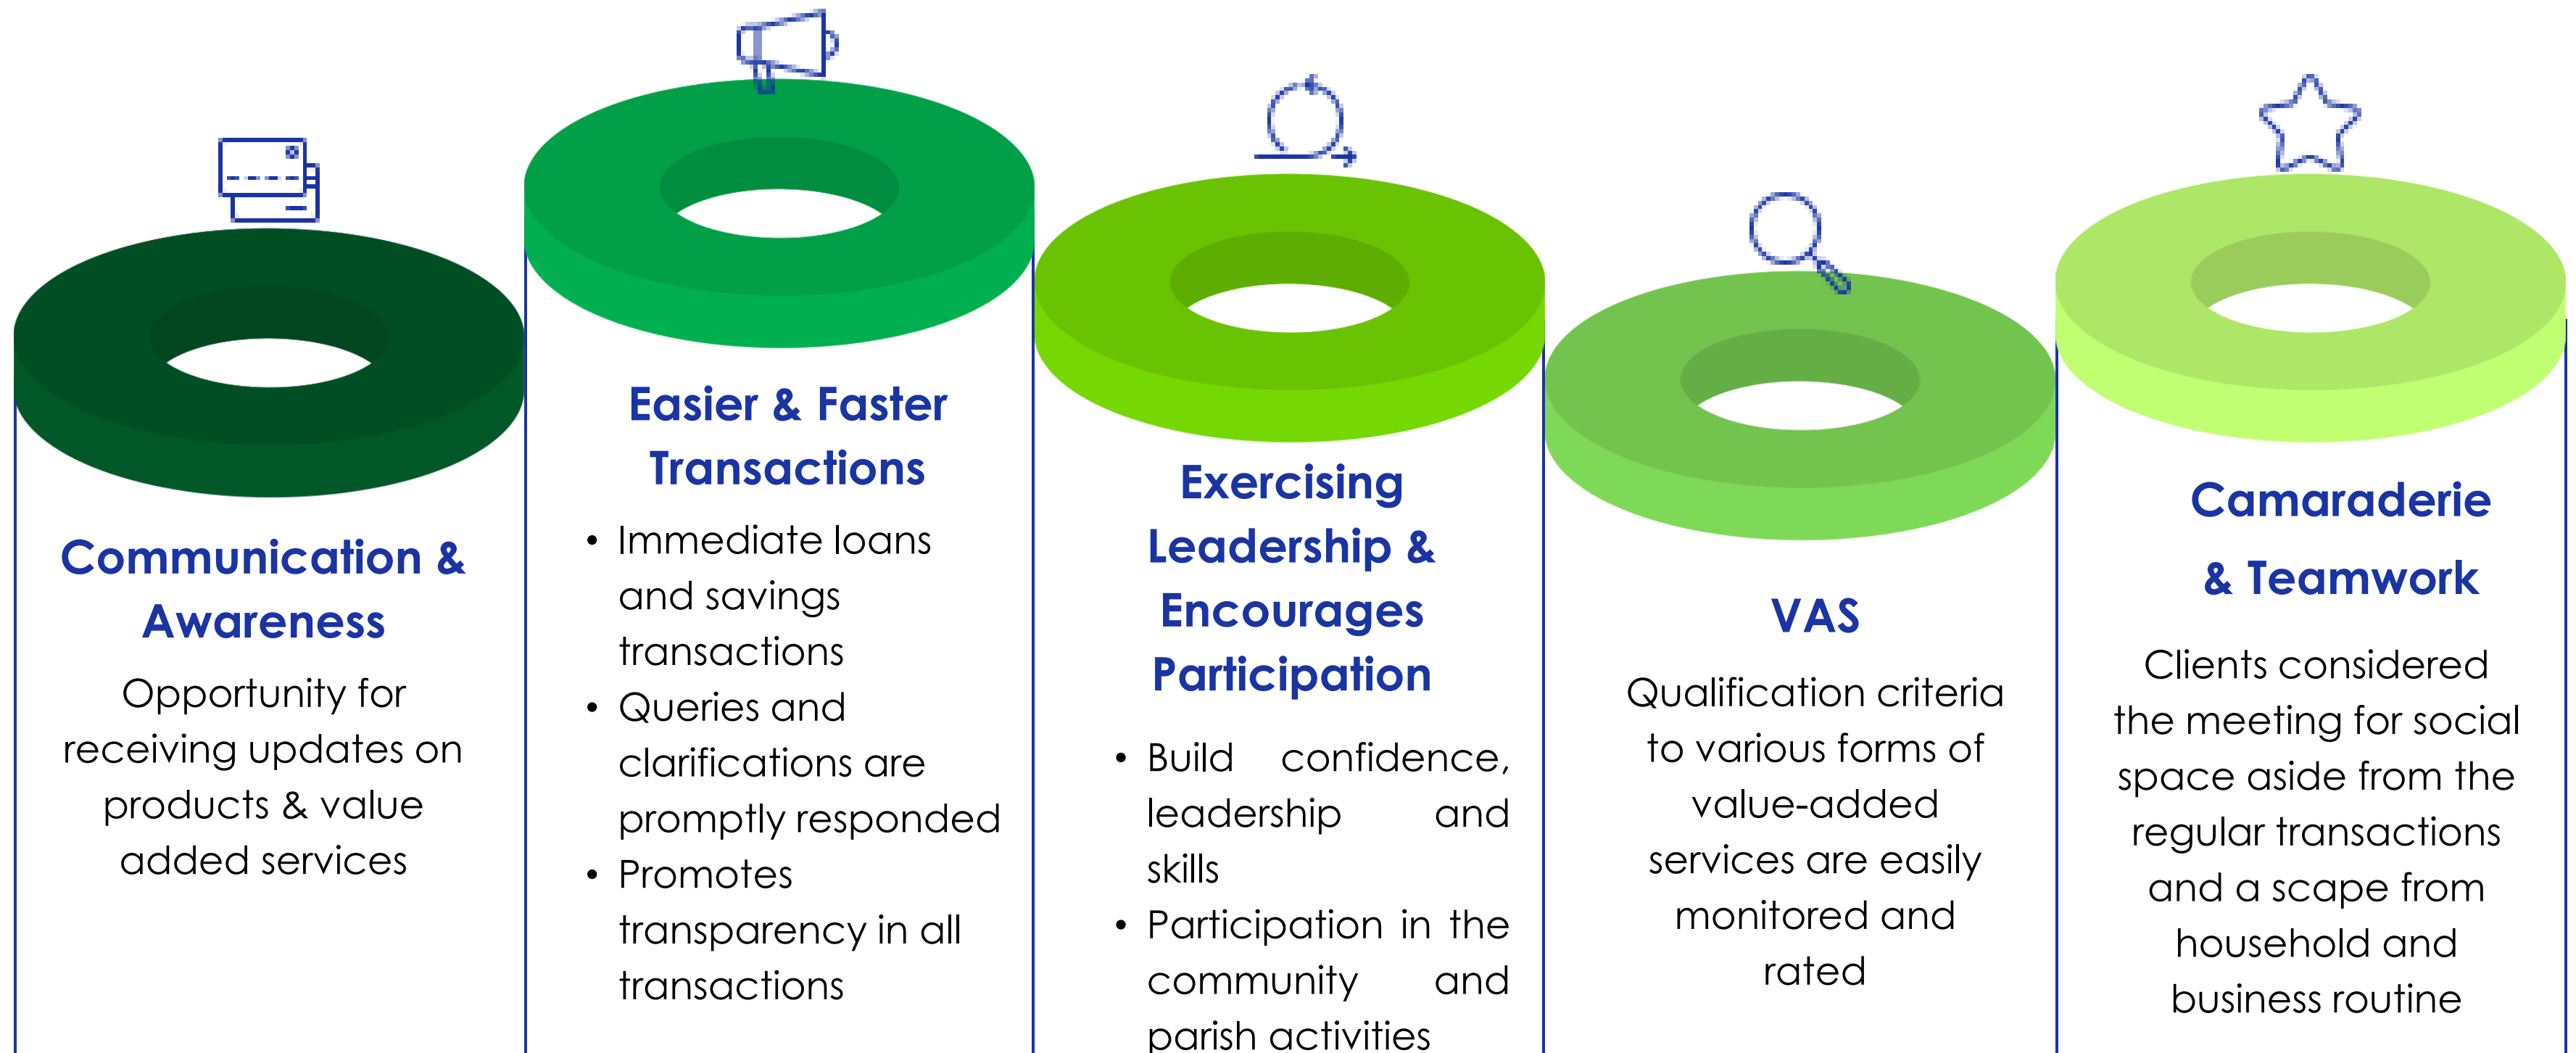 Communication &
Awareness
Opportunity for
receiving updates on
products & value
added services
Easier & Faster
Transactions
• Immediate loans
and savings
transactions
• Queries and
clarifications are
promptly responded
• Promotes
transparency in all
transactions
Exercising
Leadership &
Encourages
Participation
• Build confidence,
leadership and
skills
• Participation in the
community and
parish activities
VAS
Qualification criteria
to various forms of
value-added
services are easily
monitored and
rated
Camaraderie
& Teamwork
Clients considered
the meeting for social
space aside from the
regular transactions
and a scape from
household and
business routine